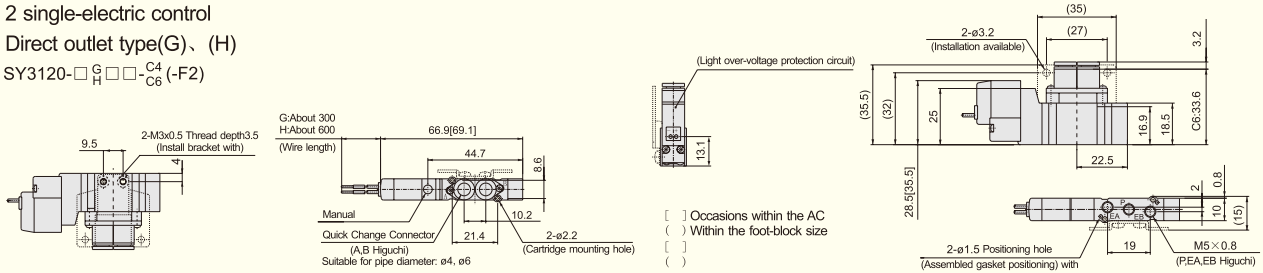 2 single-electric control
Direct outlet type(G)、(H)
SY3120-□ G H □ □-C4 C6 (-F2)
2-M3x0.5 Thread depth3.5
(Install bracket with)
9.5
4
G:About 300
H:About 600
(Wire length)
66.9[69.1]
44.7
8.6
Manual
Quick Change Connector
(A,B Higuchi)
Suitable for pipe diameter: ø4, ø6
10.2
21.4
2-ø2.2
(Cartridge mounting hole)
(Light over-voltage protection circuit)
13.1
[ ] Occasions within the AC
( ) Within the foot-block size
[ ]
( )
(35)
2-ø3.2
(Installation available)
(27)
3.2
(35.5)
(32)
28.5[35.5]
25
16.9
18.5
C6:33.6
22.5
2
0.8
10
(15)
P
EA
EB
19
2-ø1.5 Positioning hole
(Assembled gasket positioning) with
M5×0.8
(P,EA,EB Higuchi)